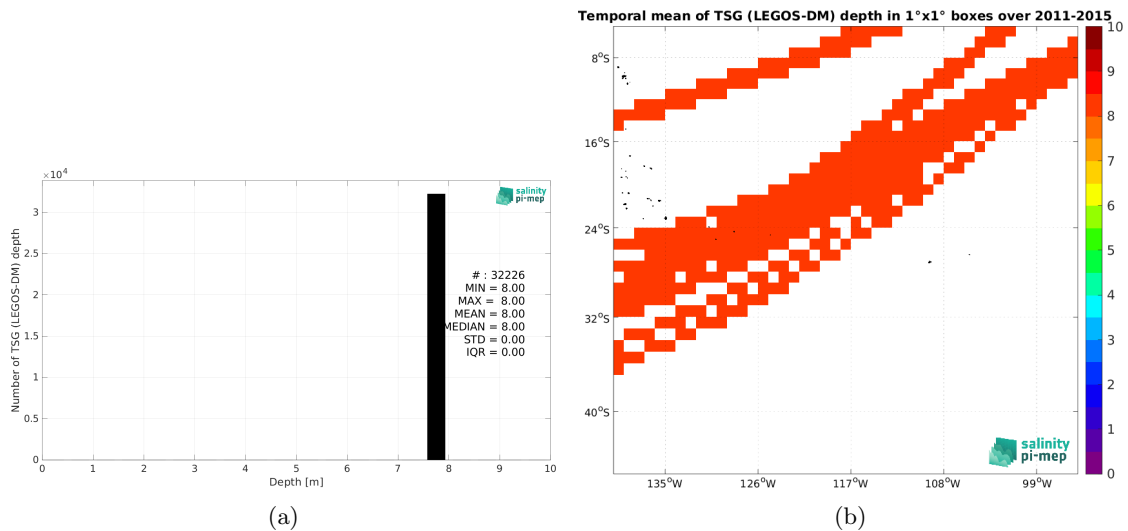 ×10⁴
3
2.5
2
1.5
1
0.5
0
Number of TSG (LEGOS-DM) depth
salinity
pi-mep
# : 32226
MIN = 8.00
MAX = 8.00
MEAN = 8.00
MEDIAN = 8.00
STD = 0.00
IQR = 0.00
0 1 2 3 4 5 6 7 8 9 10
Depth [m]
(a)
Temporal mean of TSG (LEGOS-DM) depth in 1°x1° boxes over 2011-2015
8°S
16°S
24°S
32°S
40°S
135°W 126°W 117°W 108°W 99°W
salinity
pi-mep
10
9
8
7
6
5
4
3
2
1
0
(b)